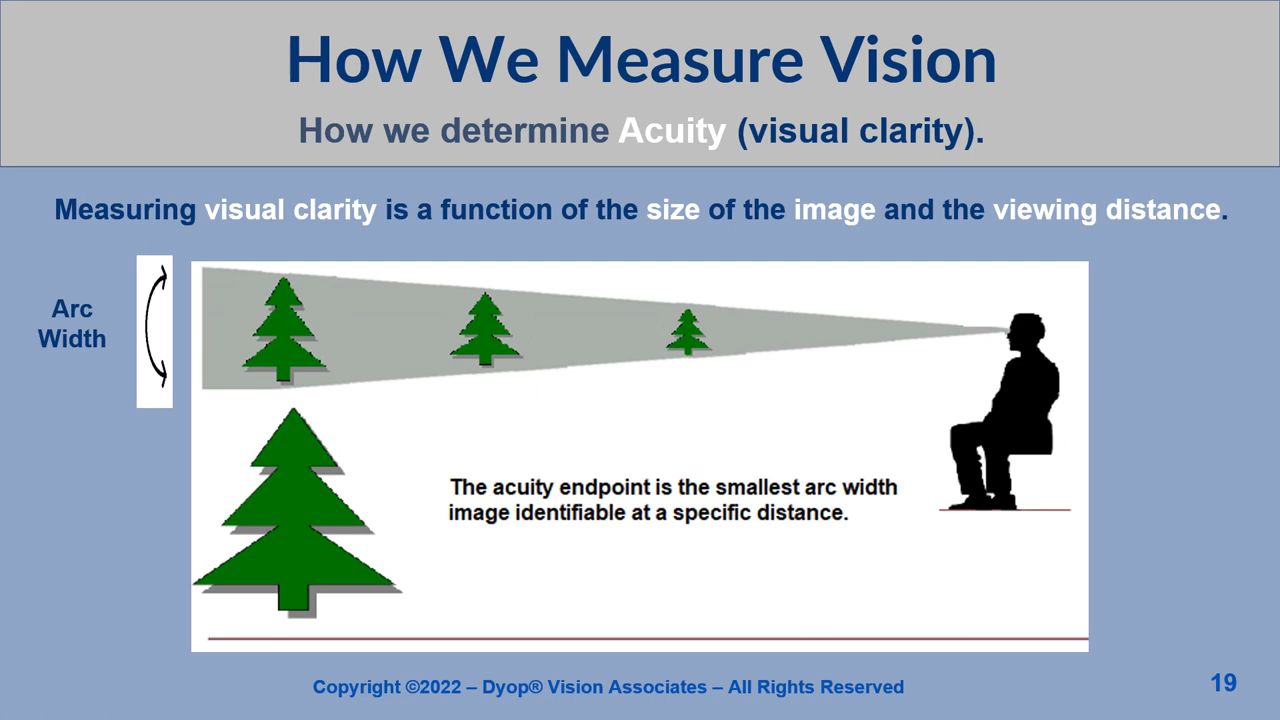 How We Measure Vision
How we determine Acuity (visual clarity).
Measuring visual clarity is a function of the size of the image and the viewing distance.
Arc
Width
The acuity endpoint is the smallest arc width
image identifiable at a specific distance.
Copyright ©2022 – Dyop® Vision Associates – All Rights Reserved
19